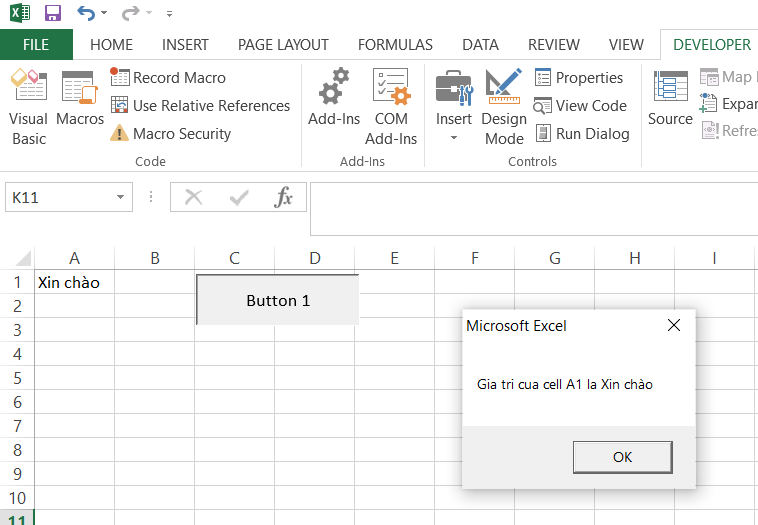 FILE HOME INSERT PAGE LAYOUT FORMULAS DATA REVIEW VIEW DEVELOPER
Visual Basic
Macros
Record Macro
Use Relative References
Macro Security
Code
Add-Ins
COM Add-Ins
Add-Ins
Insert
Design Mode
Properties
View Code
Run Dialog
Controls
Source
Map
Expan
Refre
K11
fx
A B C D E F G H I
1 Xin chào
Button 1
2
3
4
5
6
7
8
9
10
11
Microsoft Excel
Gia tri cua cell A1 la Xin chào
OK